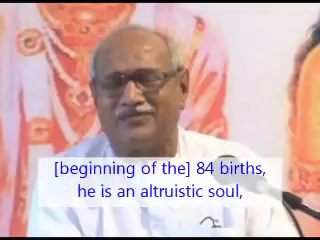 [beginning of the] 84 births,
he is an altruistic soul,